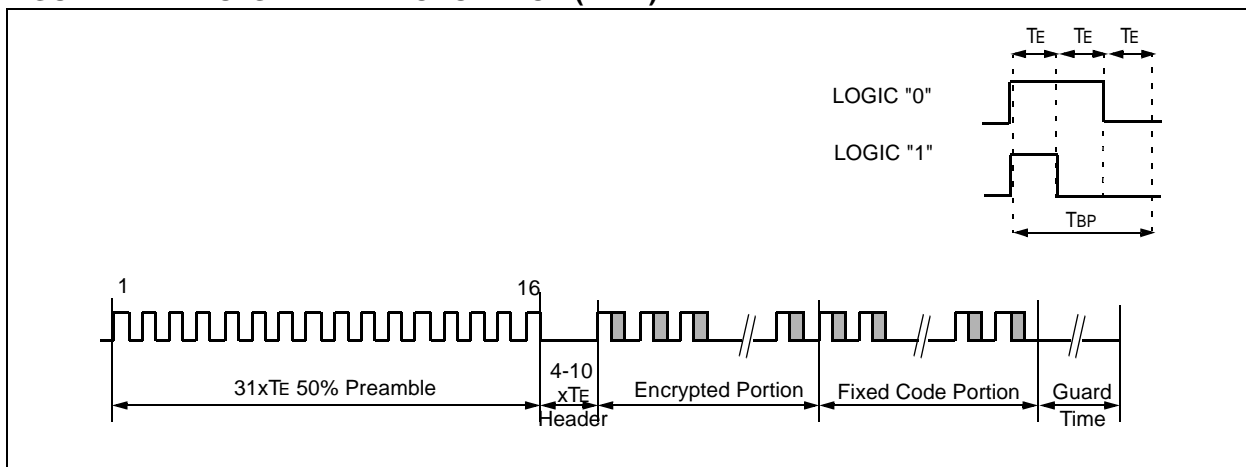 TE TE TE
LOGIC "0"
LOGIC "1"
TBP
1
16
31xTE 50% Preamble
4-10
xTE
Header
Encrypted Portion
Fixed Code Portion
Guard
Time